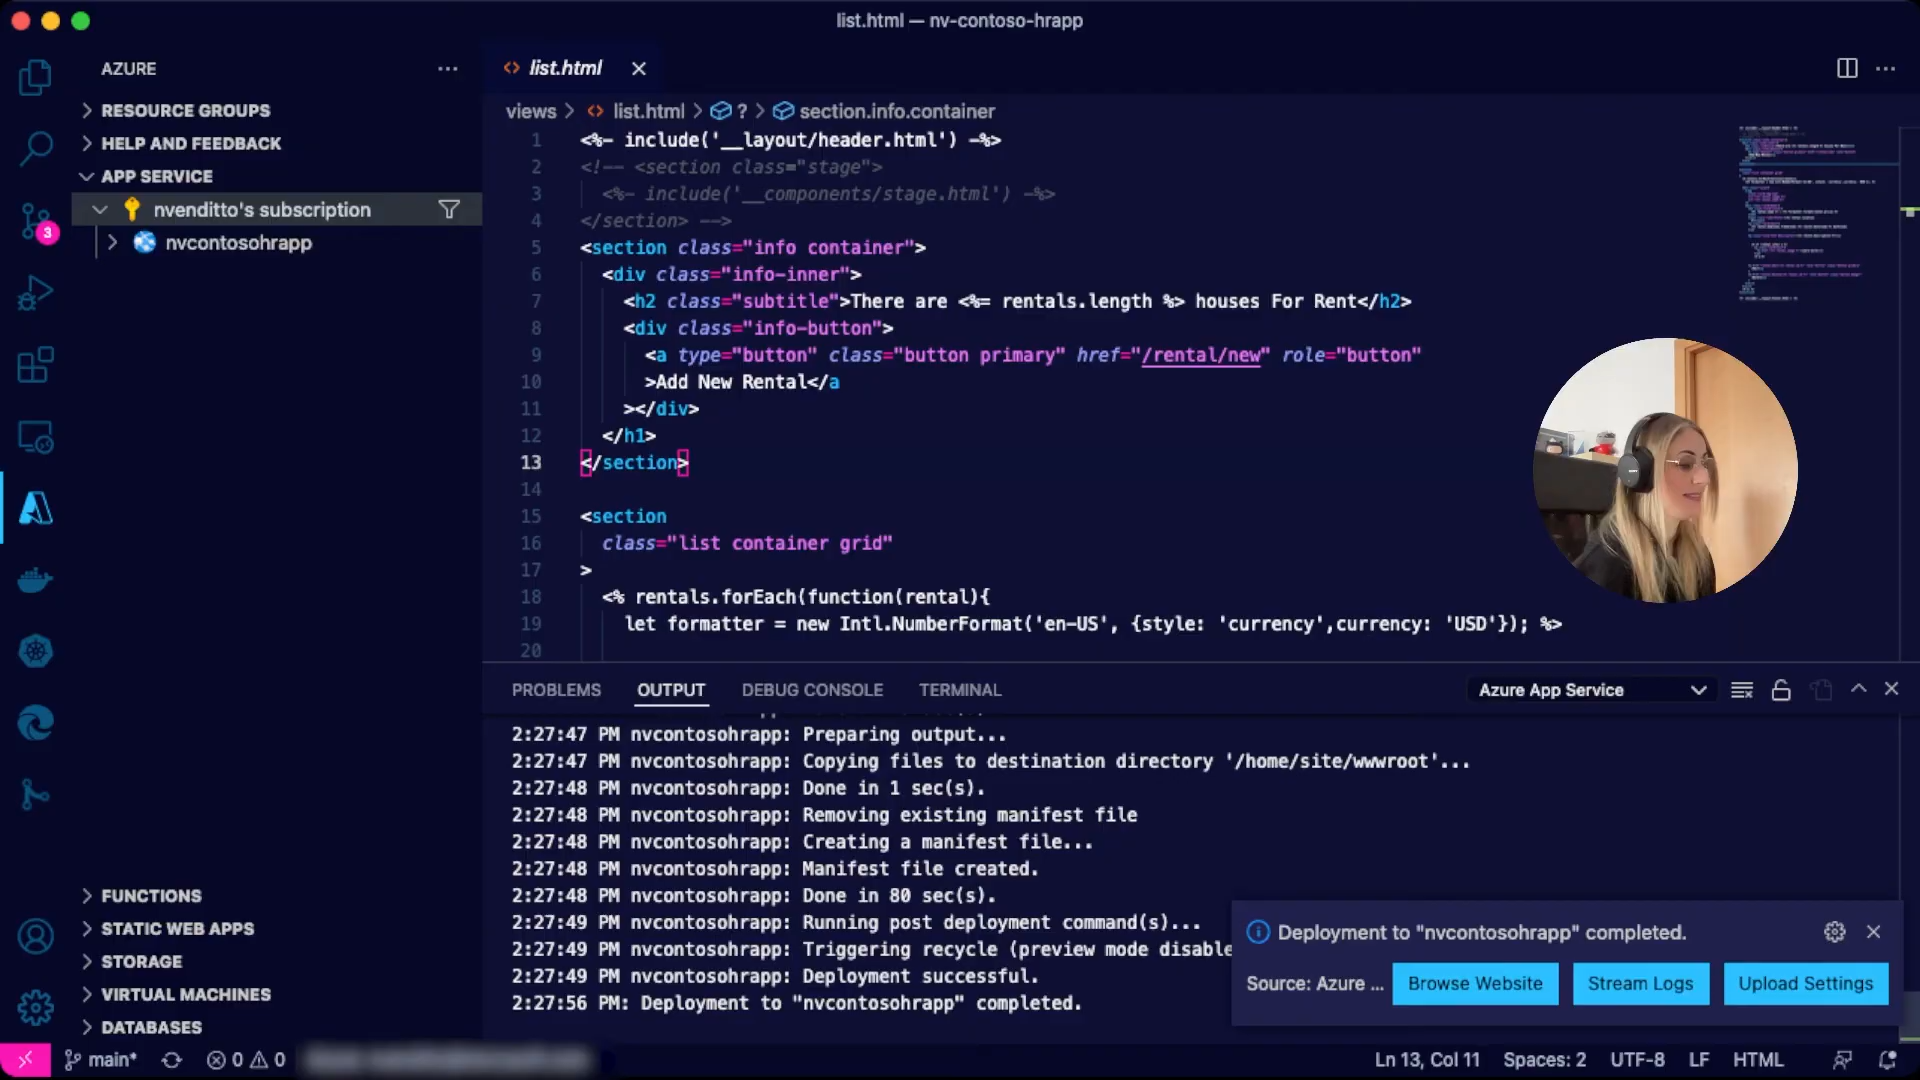 list.html — nv-contoso-hrapp
AZURE
RESOURCE GROUPS
HELP AND FEEDBACK
APP SERVICE
nvenditto's subscription
nvcontosohrapp
3
FUNCTIONS
STATIC WEB APPS
STORAGE
VIRTUAL MACHINES
DATABASES
list.html
views > list.html > ? > section.info.container
1 <%- include('__layout/header.html') -%>
2 <!-- <section class="stage">
3 <%- include('__components/stage.html') -%>
4 </section> -->
5 <section class="info container">
6 <div class="info-inner">
7 <h2 class="subtitle">There are <%= rentals.length %> houses For Rent</h2>
8 <div class="info-button">
9 <a type="button" class="button primary" href="/rental/new" role="button"
10 >Add New Rental</a
11 ></div>
12 </h1>
13 </section>
14
15 <section
16 class="list container grid"
17 >
18 <% rentals.forEach(function(rental){
19 let formatter = new Intl.NumberFormat('en-US', {style: 'currency',currency: 'USD'}); %>
20
PROBLEMS OUTPUT DEBUG CONSOLE TERMINAL Azure App Service
2:27:47 PM nvcontosohrapp: Preparing output...
2:27:47 PM nvcontosohrapp: Copying files to destination directory '/home/site/wwwroot'...
2:27:48 PM nvcontosohrapp: Done in 1 sec(s).
2:27:48 PM nvcontosohrapp: Removing existing manifest file
2:27:48 PM nvcontosohrapp: Creating a manifest file...
2:27:48 PM nvcontosohrapp: Manifest file created.
2:27:48 PM nvcontosohrapp: Done in 80 sec(s).
2:27:49 PM nvcontosohrapp: Running post deployment command(s)...
2:27:49 PM nvcontosohrapp: Triggering recycle (preview mode disable
2:27:49 PM nvcontosohrapp: Deployment successful.
2:27:56 PM: Deployment to "nvcontosohrapp" completed.
Deployment to "nvcontosohrapp" completed.
Source: Azure ... Browse Website Stream Logs Upload Settings
main* 0 0 Ln 13, Col 11 Spaces: 2 UTF-8 LF HTML